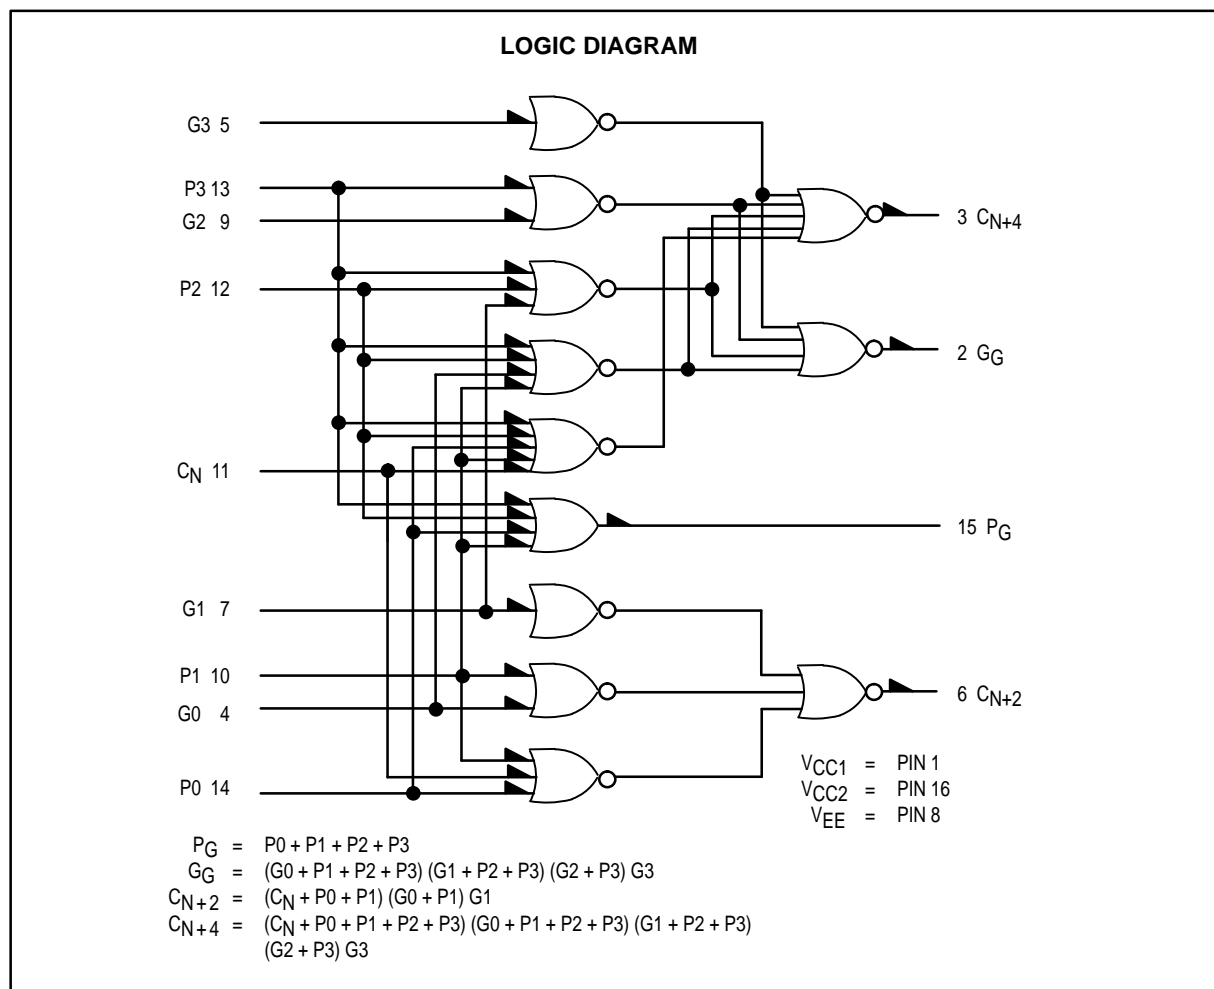 LOGIC DIAGRAM
G3 5
P3 13
G2 9
P2 12
CN 11
G1 7
P1 10
G0 4
P0 14
3 CN+4
2 GG
15 PG
6 CN+2
VCC1 = PIN 1
VCC2 = PIN 16
VEE = PIN 8
PG = P0 + P1 + P2 + P3
GG = (G0 + P1 + P2 + P3) (G1 + P2 + P3) (G2 + P3) G3
CN+2 = (CN + P0 + P1) (G0 + P1) G1
CN+4 = (CN + P0 + P1 + P2 + P3) (G0 + P1 + P2 + P3) (G1 + P2 + P3)
(G2 + P3) G3